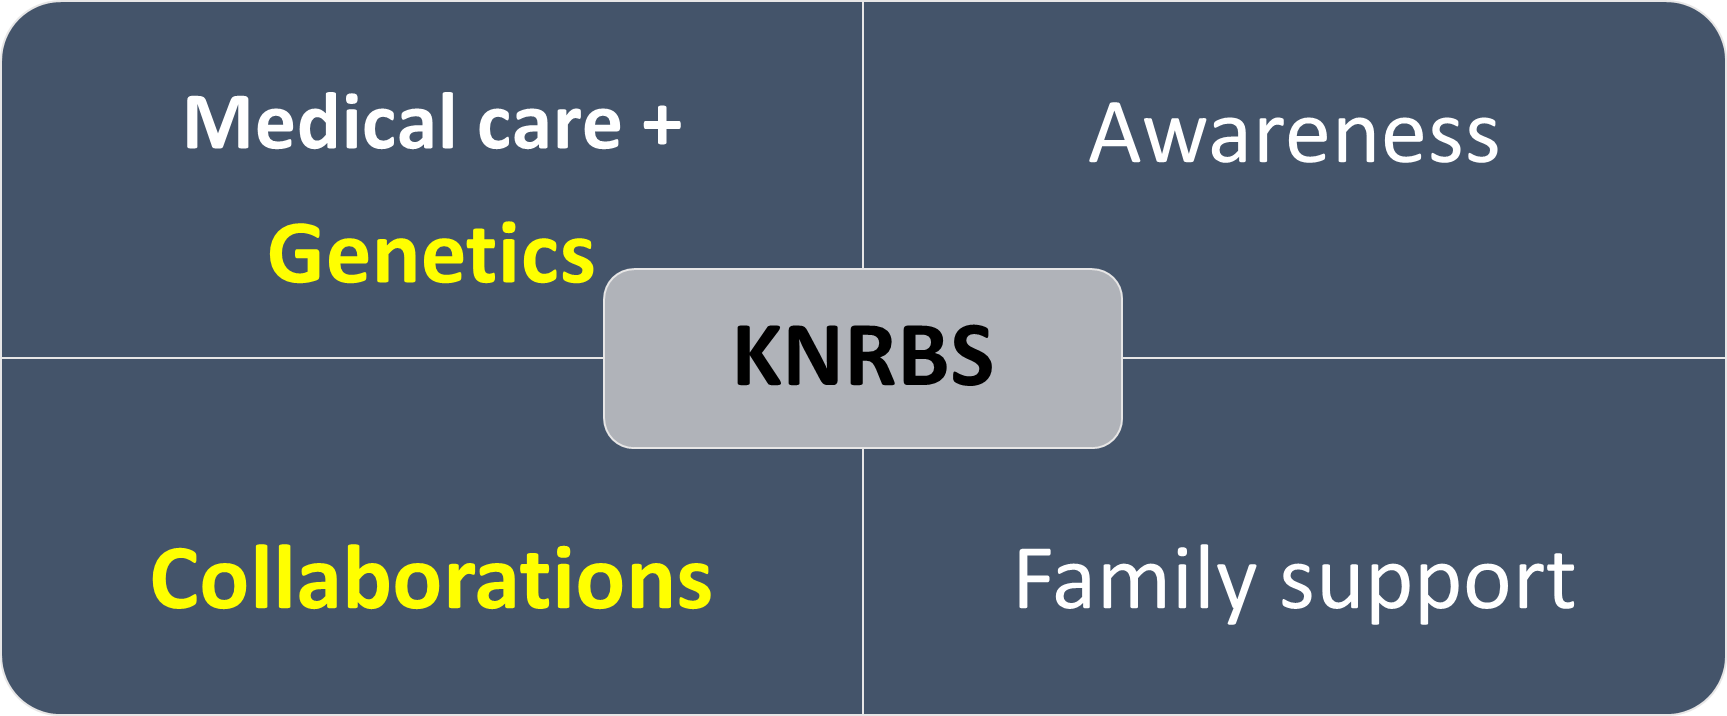 Medical care +
Genetics
Awareness
KNRBS
Collaborations
Family support